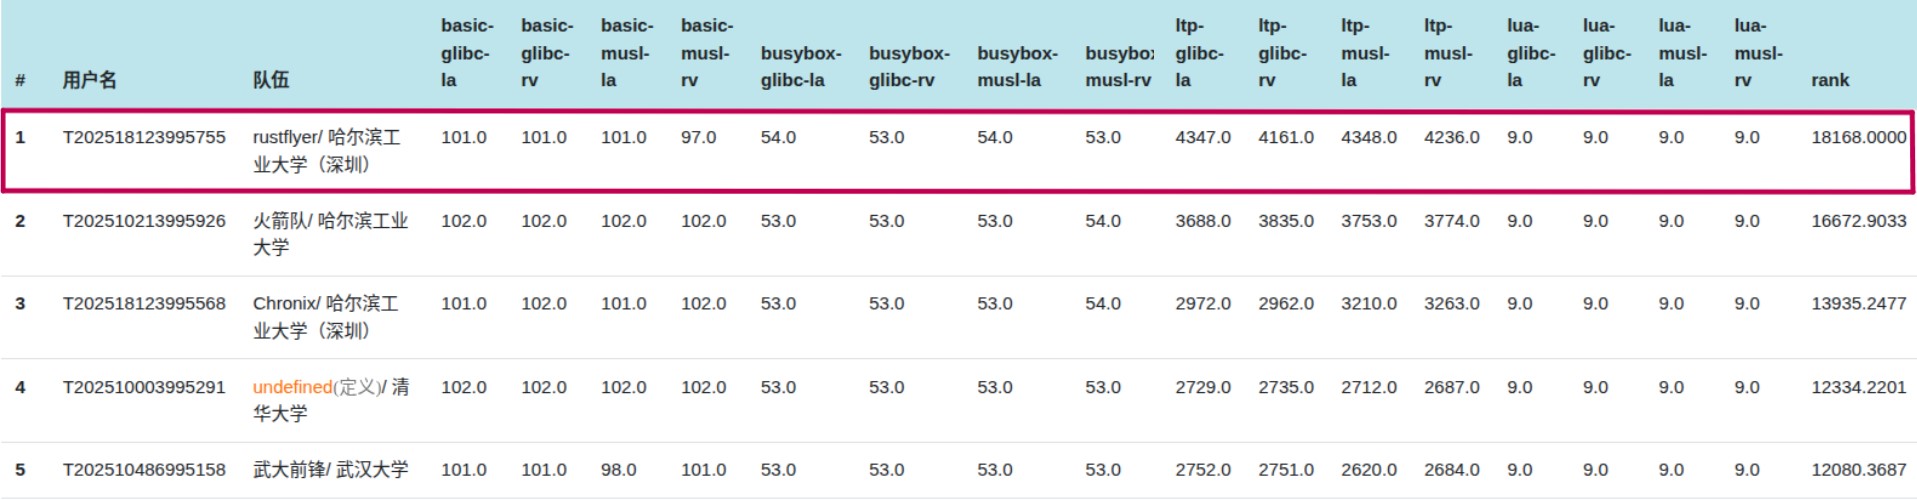 # 用户名 队伍 basic-glibc-la basic-glibc-rv basic-musl-la basic-musl-rv busybox-glibc-la busybox-glibc-rv busybox-musl-la busybox-musl-rv ltp-glibc-la ltp-glibc-rv ltp-musl-la ltp-musl-rv lua-glibc-la lua-glibc-rv lua-musl-la lua-musl-rv rank
1 T202518123995755 rustflyer/ 哈尔滨工业大学（深圳） 101.0 101.0 101.0 97.0 54.0 53.0 54.0 53.0 4347.0 4161.0 4348.0 4236.0 9.0 9.0 9.0 9.0 18168.0000
2 T202510213995926 火箭队/ 哈尔滨工业大学 102.0 102.0 102.0 102.0 53.0 53.0 53.0 54.0 3688.0 3835.0 3753.0 3774.0 9.0 9.0 9.0 9.0 16672.9033
3 T202518123995568 Chronix/ 哈尔滨工业大学（深圳） 101.0 102.0 101.0 102.0 53.0 53.0 53.0 54.0 2972.0 2962.0 3210.0 3263.0 9.0 9.0 9.0 9.0 13935.2477
4 T202510003995291 undefined(定义)/ 清华大学 102.0 102.0 102.0 102.0 53.0 53.0 53.0 53.0 2729.0 2735.0 2712.0 2687.0 9.0 9.0 9.0 9.0 12334.2201
5 T202510486995158 武大前锋/ 武汉大学 101.0 101.0 98.0 101.0 53.0 53.0 53.0 53.0 2752.0 2751.0 2620.0 2684.0 9.0 9.0 9.0 9.0 12080.3687